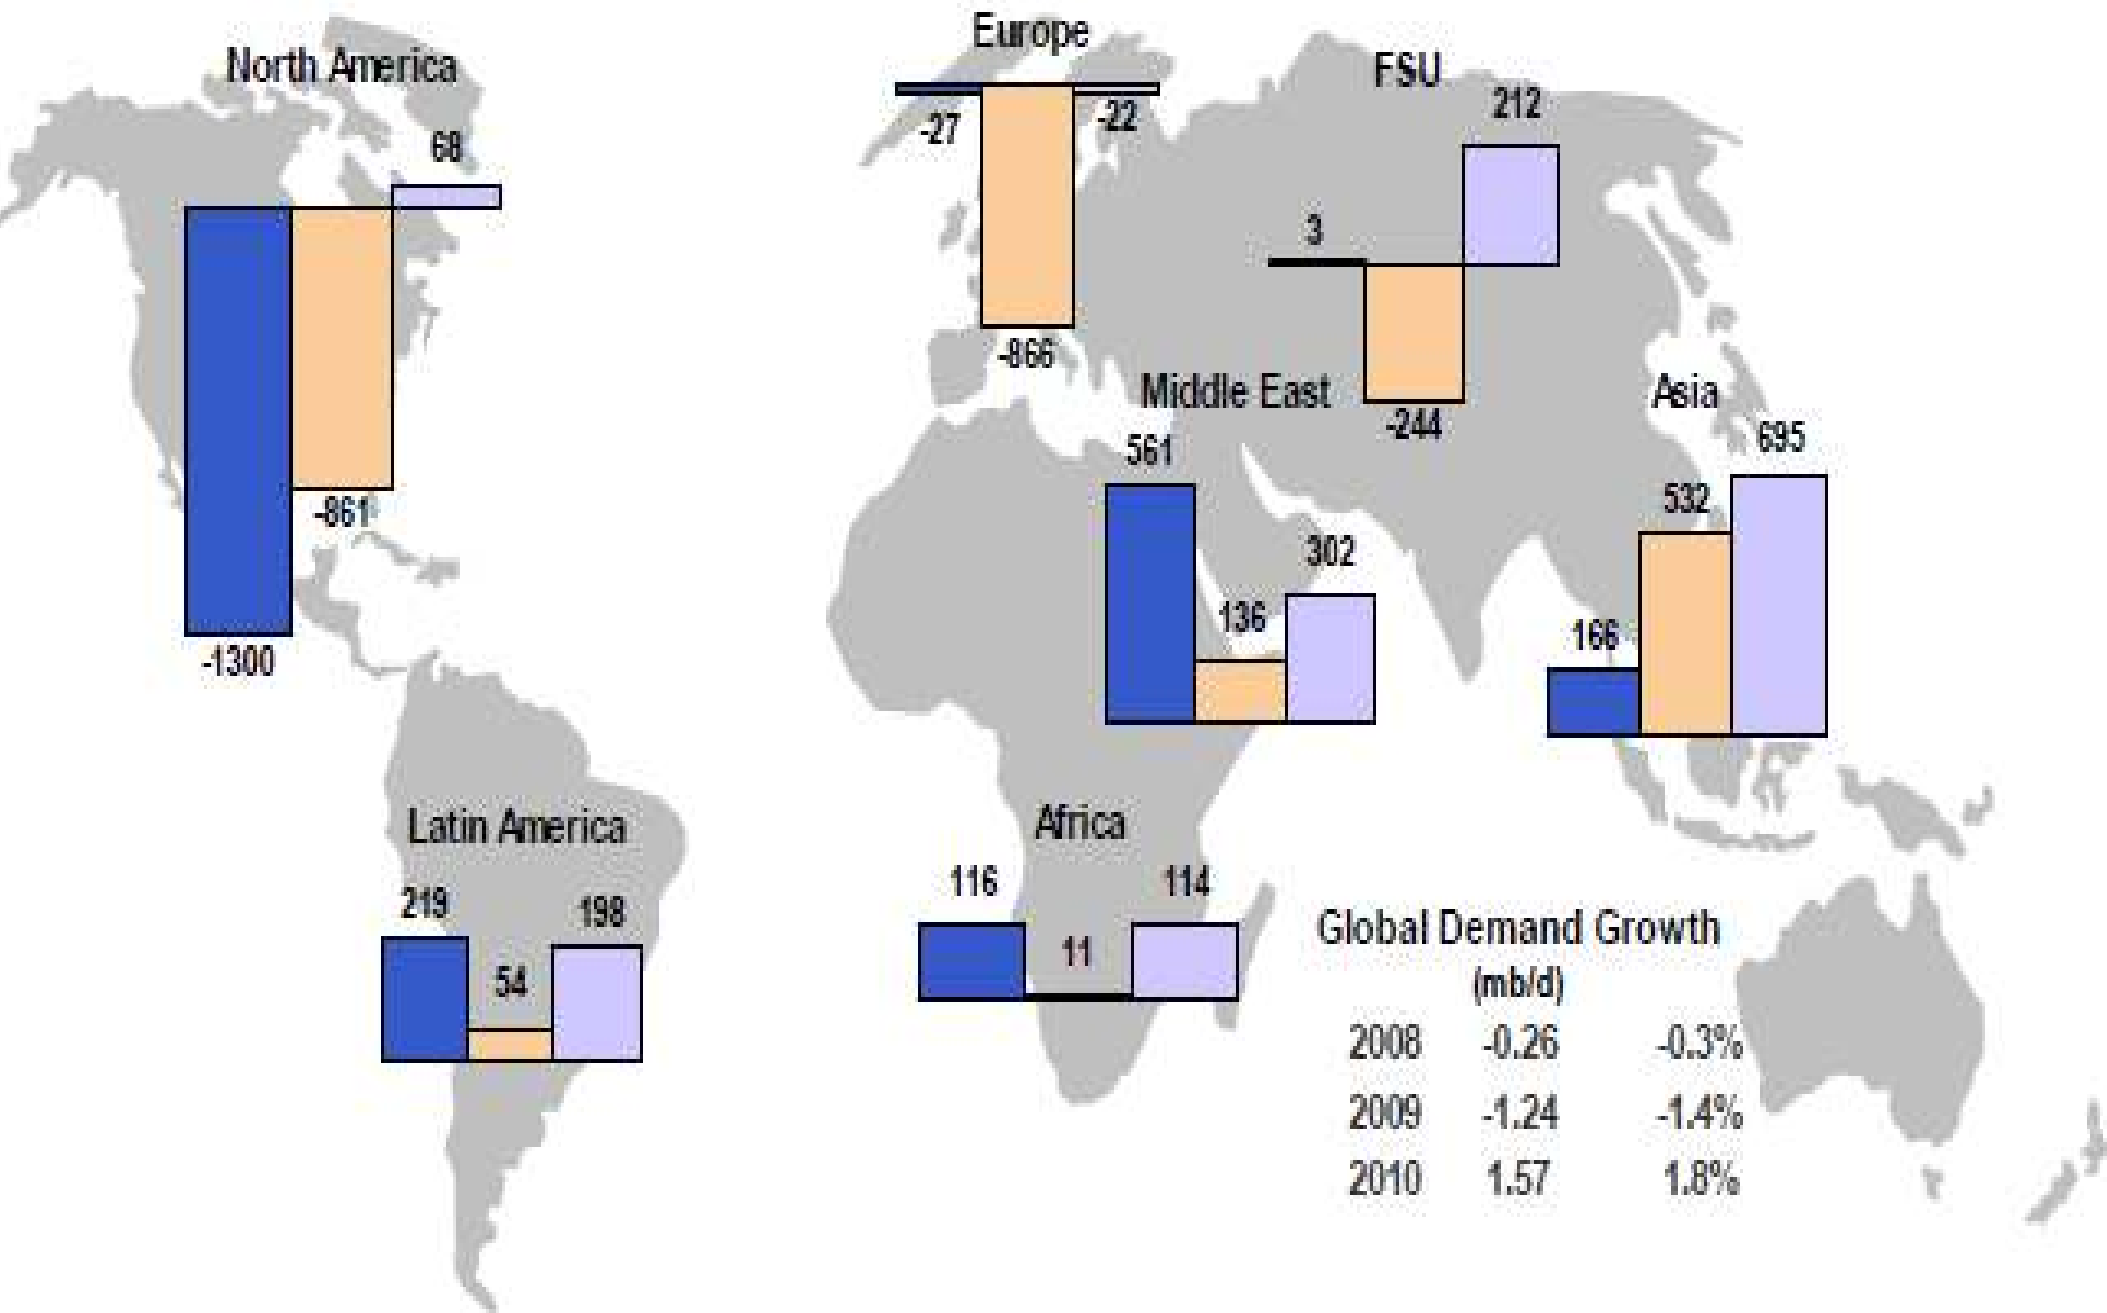 North America
68
-861
-1300
Europe
-27
-22
-866
FSU
212
3
-244
Middle East
561
136
302
Asia
695
532
166
Latin America
219
54
198
Africa
116
11
114
Global Demand Growth
(mb/d)
2008 -0.26 -0.3%
2009 -1.24 -1.4%
2010 1.57 1.8%